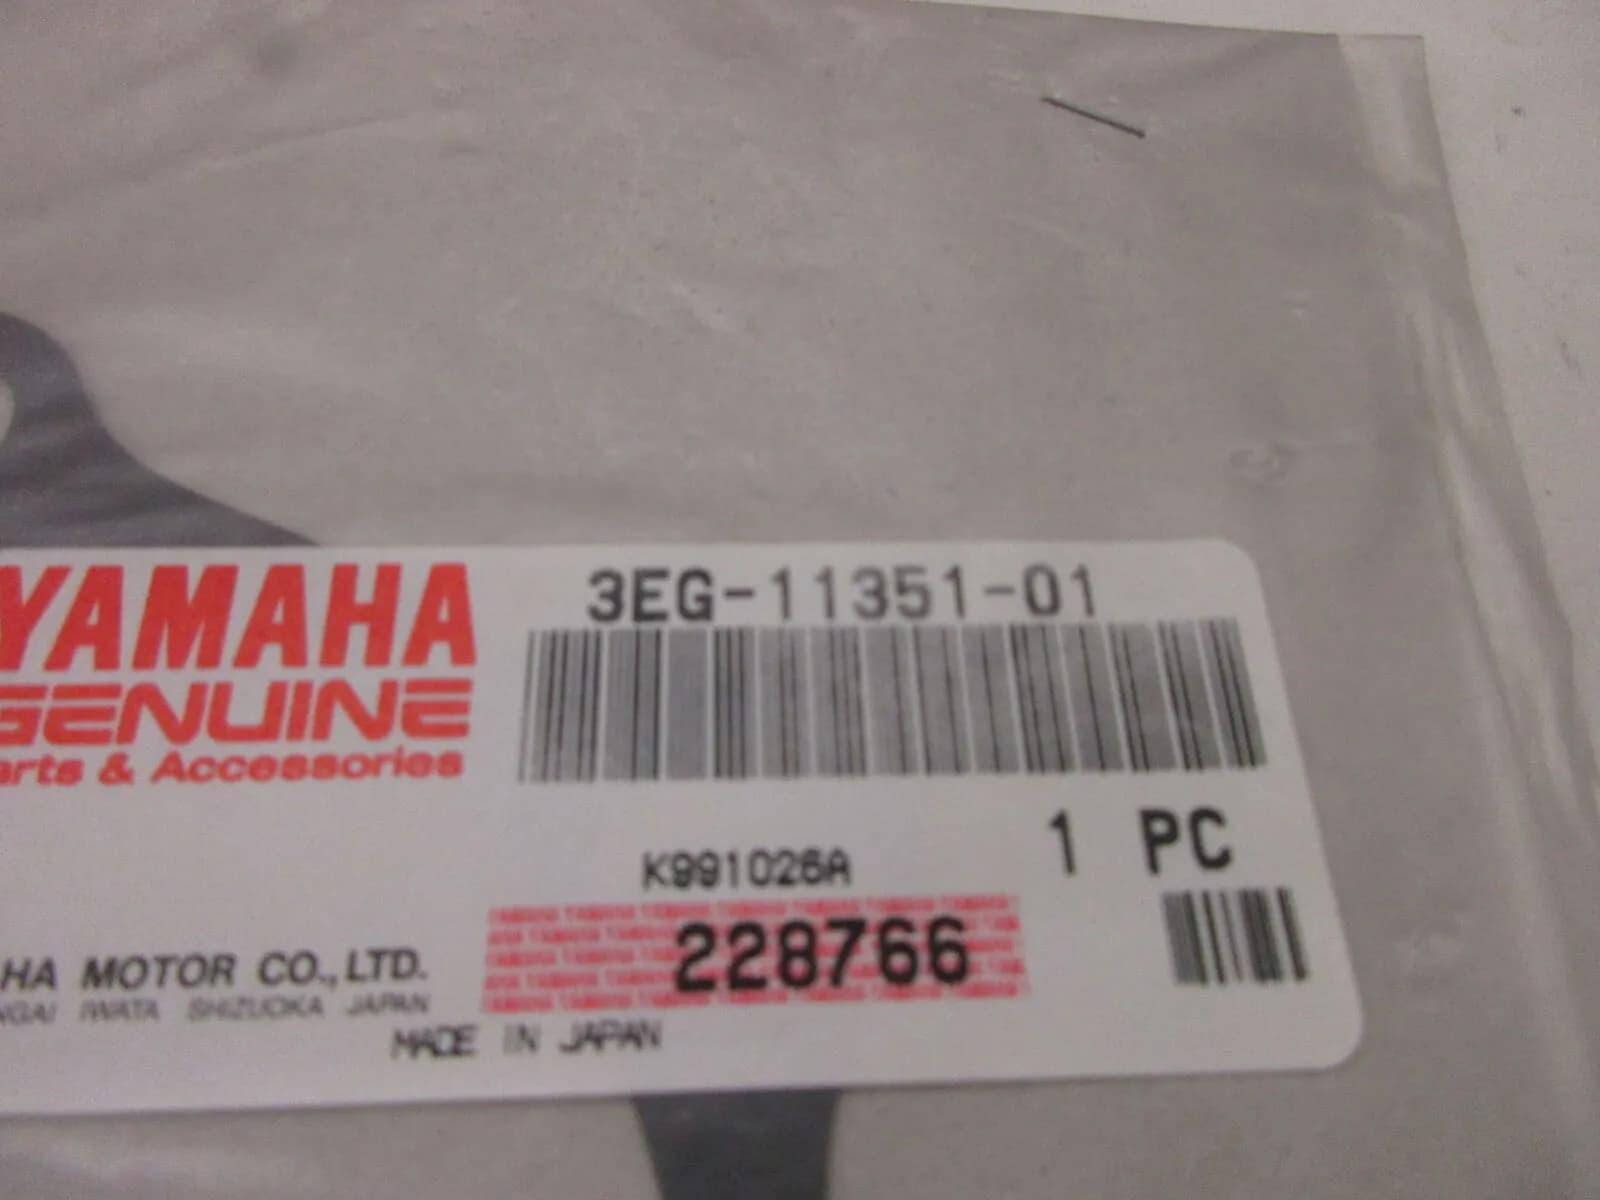 YAMAHA
GENUINE
arts & Accessories
3EG-11351-01
1 PC
K991026A
228766
AHA MOTOR CO., LTD.
NGAI IWATA SHIZUOKA JAPAN
MADE IN JAPAN